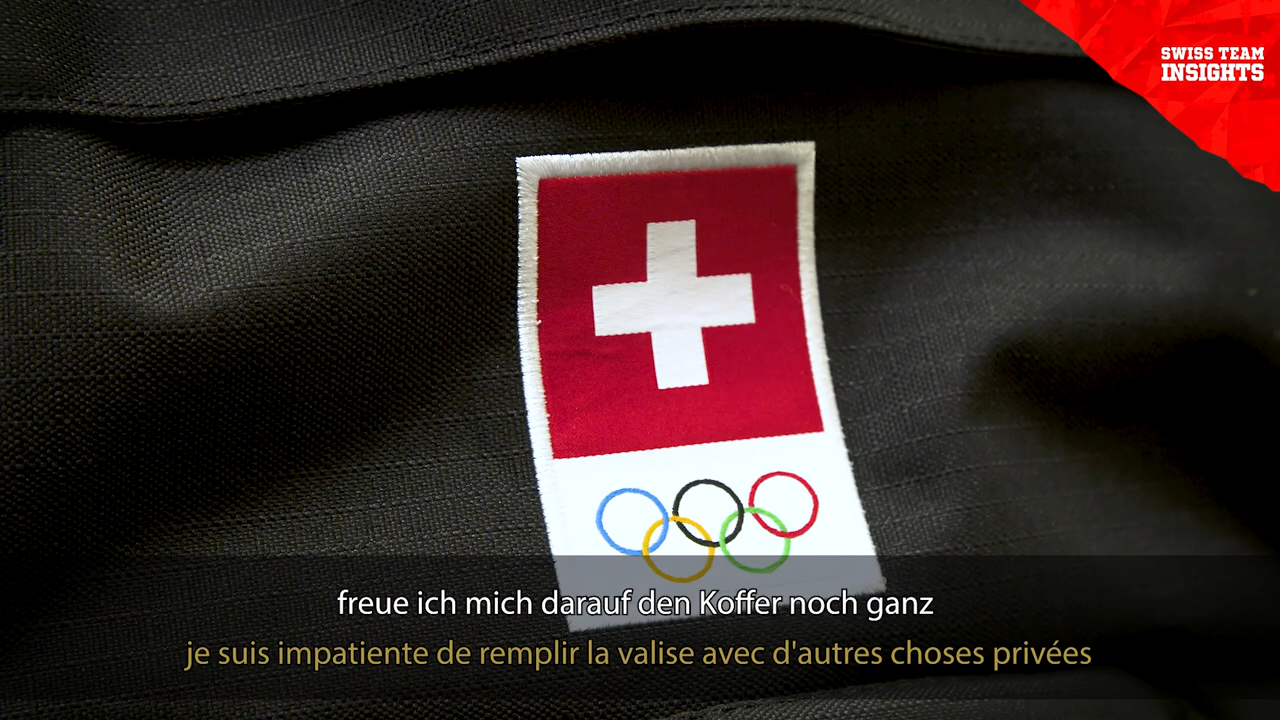 SWISS TEAM
INSIGHTS
freue ich mich darauf den Koffer noch ganz
je suis impatiente de remplir la valise avec d'autres choses privées